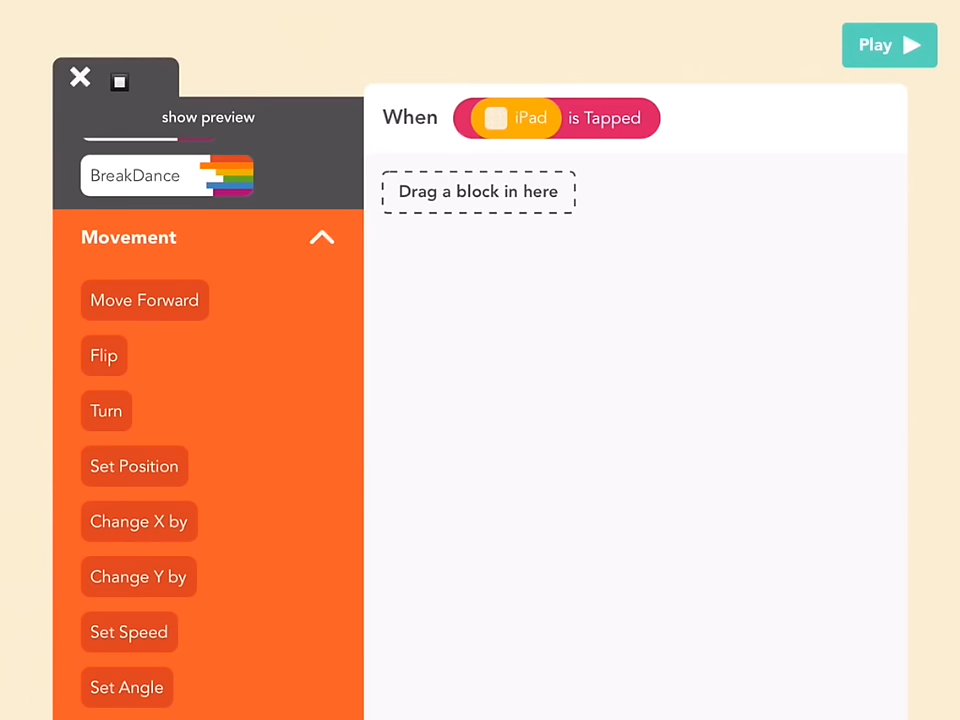 Play
show preview
When iPad is Tapped
BreakDance
Drag a block in here
Movement
Move Forward
Flip
Turn
Set Position
Change X by
Change Y by
Set Speed
Set Angle